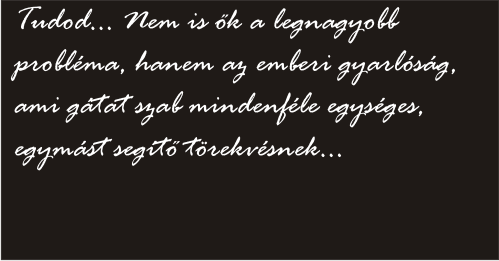 Tudod... Nem is ők a legnagyobb
probléma, hanem az emberi gyarlóság,
ami gátat szab mindenféle egységes,
egymást segítő törekvésnek...